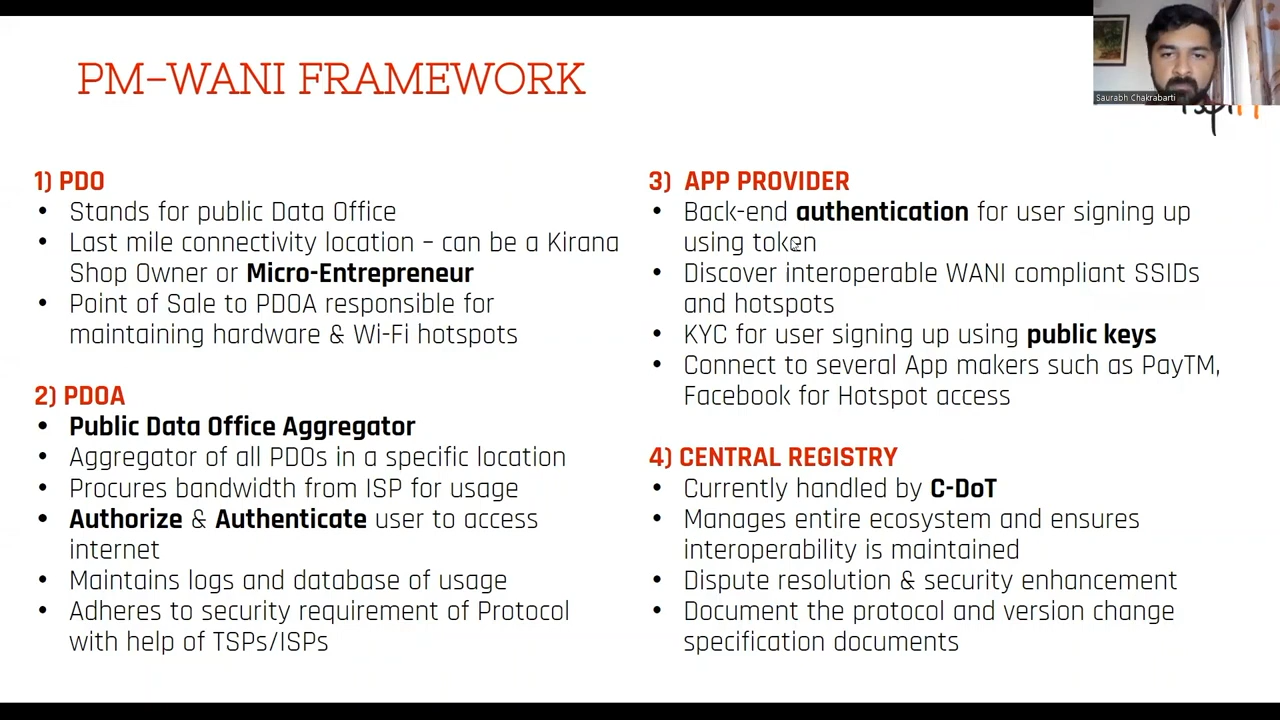 PM-WANI FRAMEWORK
Saurabh Chakrabarti
1) PDO
• Stands for public Data Office
• Last mile connectivity location – can be a Kirana
Shop Owner or Micro-Entrepreneur
• Point of Sale to PDOA responsible for
maintaining hardware & Wi-Fi hotspots
2) PDOA
• Public Data Office Aggregator
• Aggregator of all PDOs in a specific location
• Procures bandwidth from ISP for usage
• Authorize & Authenticate user to access
internet
• Maintains logs and database of usage
• Adheres to security requirement of Protocol
with help of TSPs/ISPs
3) APP PROVIDER
• Back-end authentication for user signing up
using token
• Discover interoperable WANI compliant SSIDs
and hotspots
• KYC for user signing up using public keys
• Connect to several App makers such as PayTM,
Facebook for Hotspot access
4) CENTRAL REGISTRY
• Currently handled by C-DoT
• Manages entire ecosystem and ensures
interoperability is maintained
• Dispute resolution & security enhancement
• Document the protocol and version change
specification documents